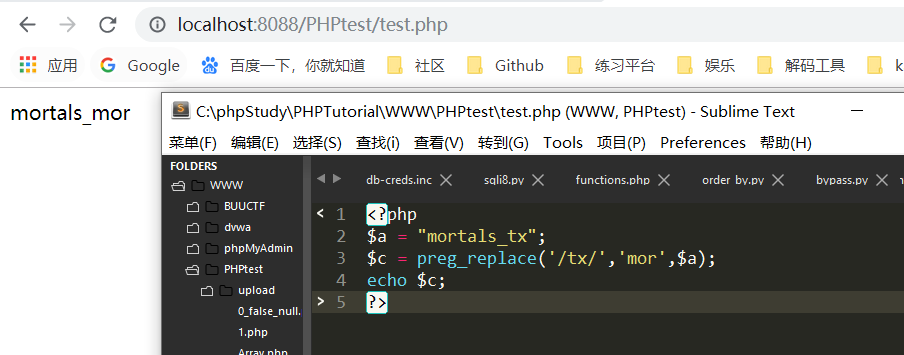 localhost:8088/PHPtest/test.php
应用 Google 百度一下，你就知道 社区 Github 练习平台 娱乐 解码工具 k
mortals_mor
C:\phpStudy\PHPTutorial\WWW\PHPtest\test.php (WWW, PHPtest) - Sublime Text
菜单(F) 编辑(E) 选择(S) 查找(i) 查看(V) 转到(G) Tools 项目(P) Preferences 帮助(H)
FOLDERS
WWW
BUUCTF
dvwa
phpMyAdmin
PHPtest
upload
0_false_null.
1.php
Array.php
db-creds.inc sqli8.py functions.php order by.py bypass.py
1 <?php
2 $a = "mortals_tx";
3 $c = preg_replace('/tx/','mor',$a);
4 echo $c;
5 ?>